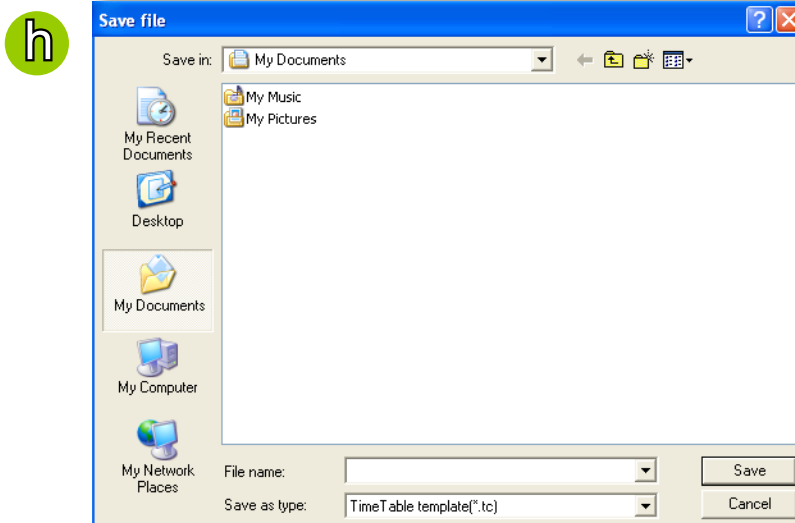 h
Save file
Save in: My Documents
My Music
My Pictures
My Recent
Documents
Desktop
My Documents
My Computer
My Network
Places
File name:
Save
Save as type: TimeTable template(*.tc)
Cancel